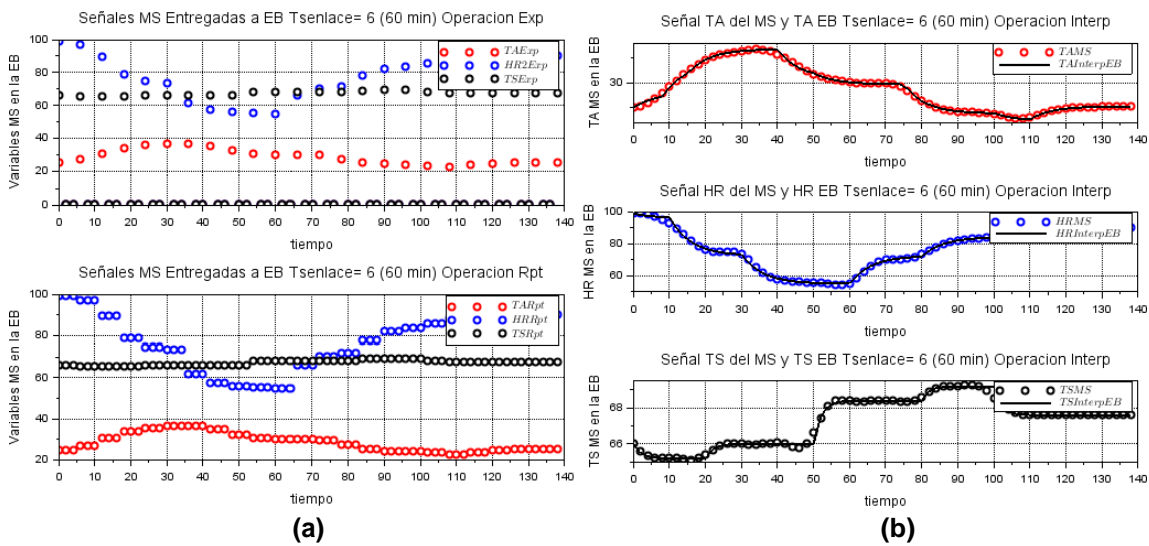 Señales MS Entregadas a EB Tsenlace= 6 (60 min) Operacion Exp
Variables MS en la EB
100
80
60
40
20
0
TAExp
HR2Exp
TSExp
0 10 20 30 40 50 60 70 80 90 100 110 120 130 140
tiempo
Señales MS Entregadas a EB Tsenlace= 6 (60 min) Operacion Rpt
Variables MS en la EB
100
80
60
40
20
TARpt
HRRpt
TSRpt
0 10 20 30 40 50 60 70 80 90 100 110 120 130 140
tiempo
(a)
Señal TA del MS y TA EB Tsenlace= 6 (60 min) Operacion Interp
TA MS en la EB
30
TAMS
TAInterpEB
0 10 20 30 40 50 60 70 80 90 100 110 120 130 140
tiempo
Señal HR del MS y HR EB Tsenlace= 6 (60 min) Operacion Interp
HR MS en la EB
100
80
60
HRMS
HRInterpEB
0 10 20 30 40 50 60 70 80 90 100 110 120 130 140
tiempo
Señal TS del MS y TS EB Tsenlace= 6 (60 min) Operacion Interp
TS MS en la EB
68
66
TSMS
TSInterpEB
0 10 20 30 40 50 60 70 80 90 100 110 120 130 140
tiempo
(b)